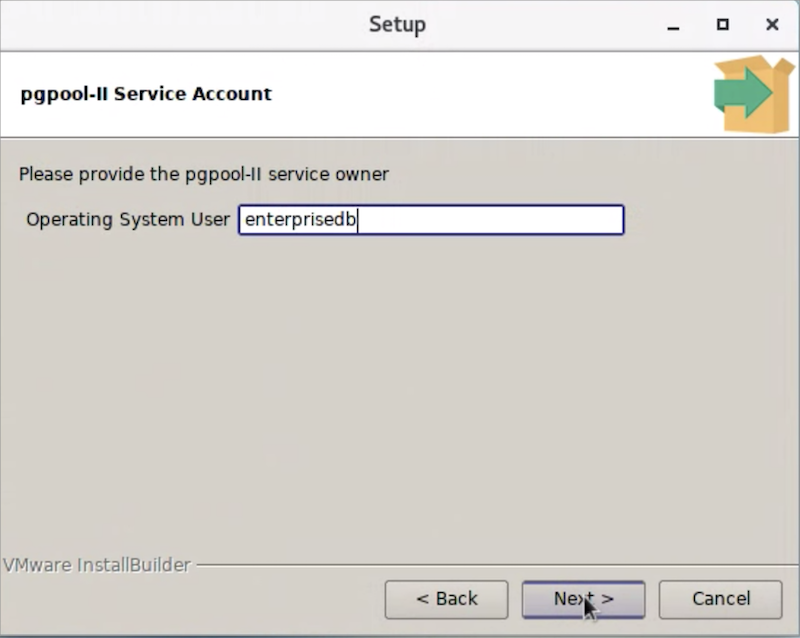 Setup
pgpool-II Service Account
Please provide the pgpool-II service owner
Operating System User enterprisedb
VMware InstallBuilder
< Back Next > Cancel